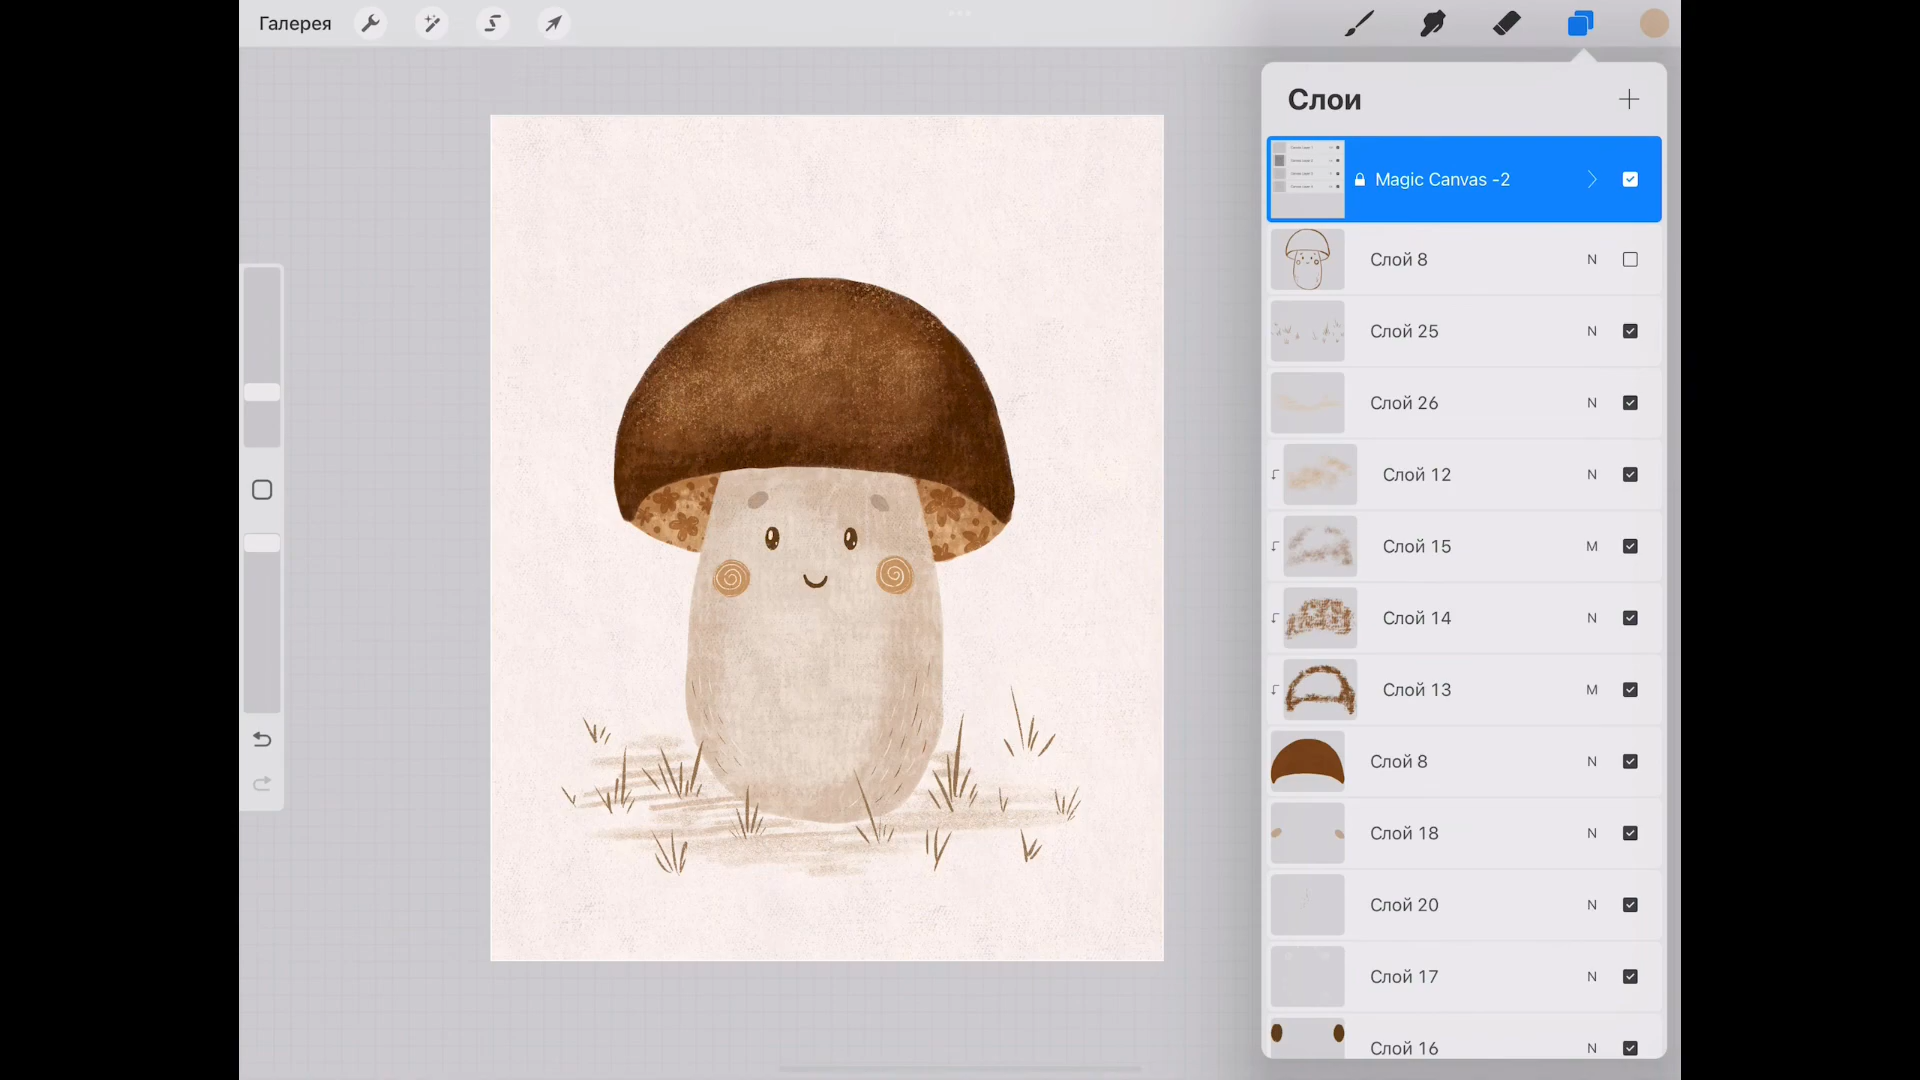 Галерея
Слои
Magic Canvas -2
Слой 8 N
Слой 25 N
Слой 26 N
Слой 12 N
Слой 15 M
Слой 14 N
Слой 13 M
Слой 8 N
Слой 18 N
Слой 20 N
Слой 17 N
Слой 16 N